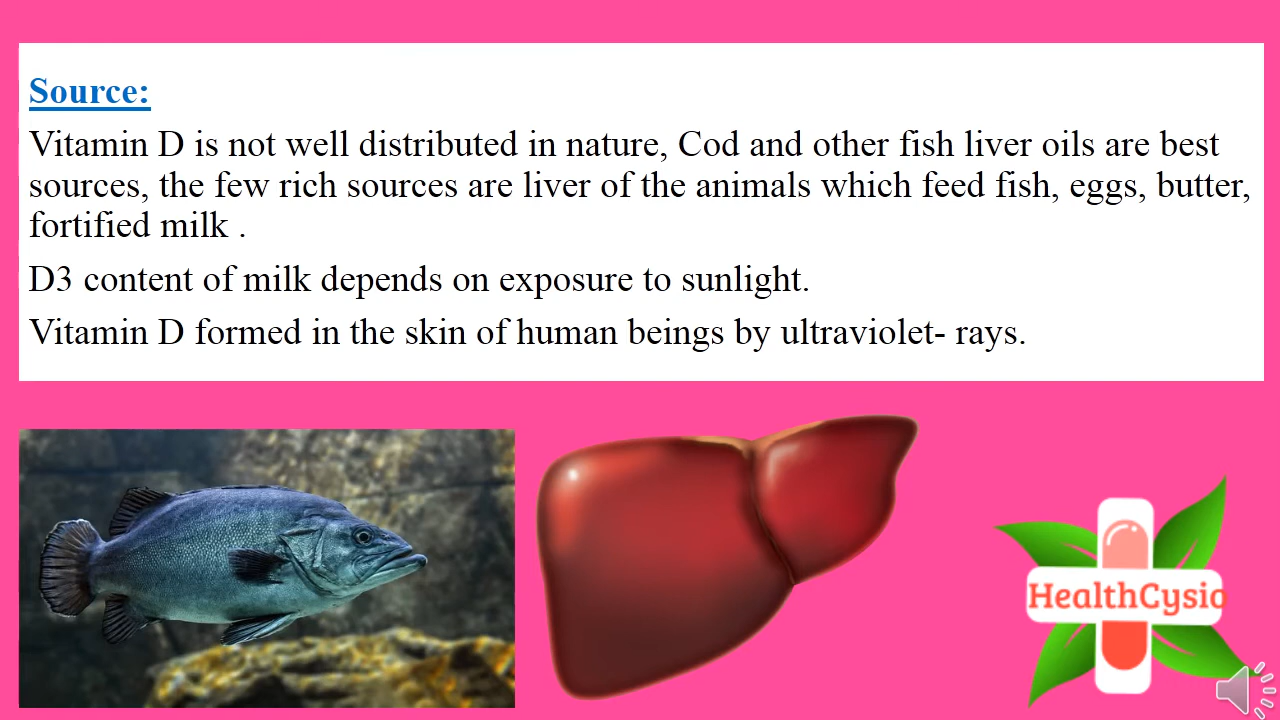 Source:
Vitamin D is not well distributed in nature, Cod and other fish liver oils are best
sources, the few rich sources are liver of the animals which feed fish, eggs, butter,
fortified milk .
D3 content of milk depends on exposure to sunlight.
Vitamin D formed in the skin of human beings by ultraviolet- rays.
HealthCysio